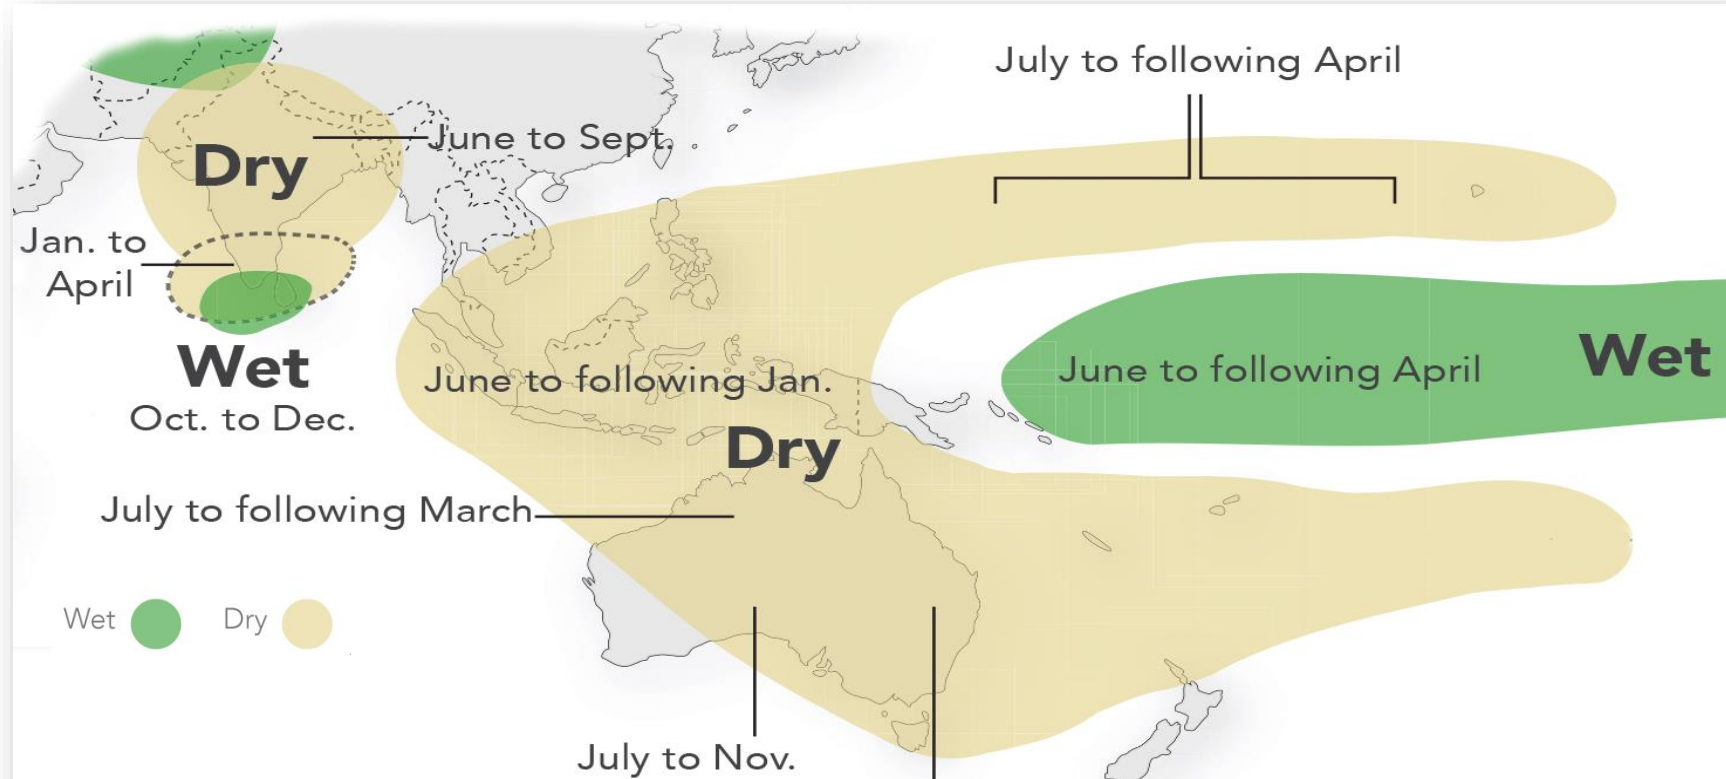 July to following April
June to Sept.
Dry
Jan. to
April
Wet
Oct. to Dec.
June to following Jan.
Dry
June to following April
Wet
July to following March
Wet
Dry
July to Nov.